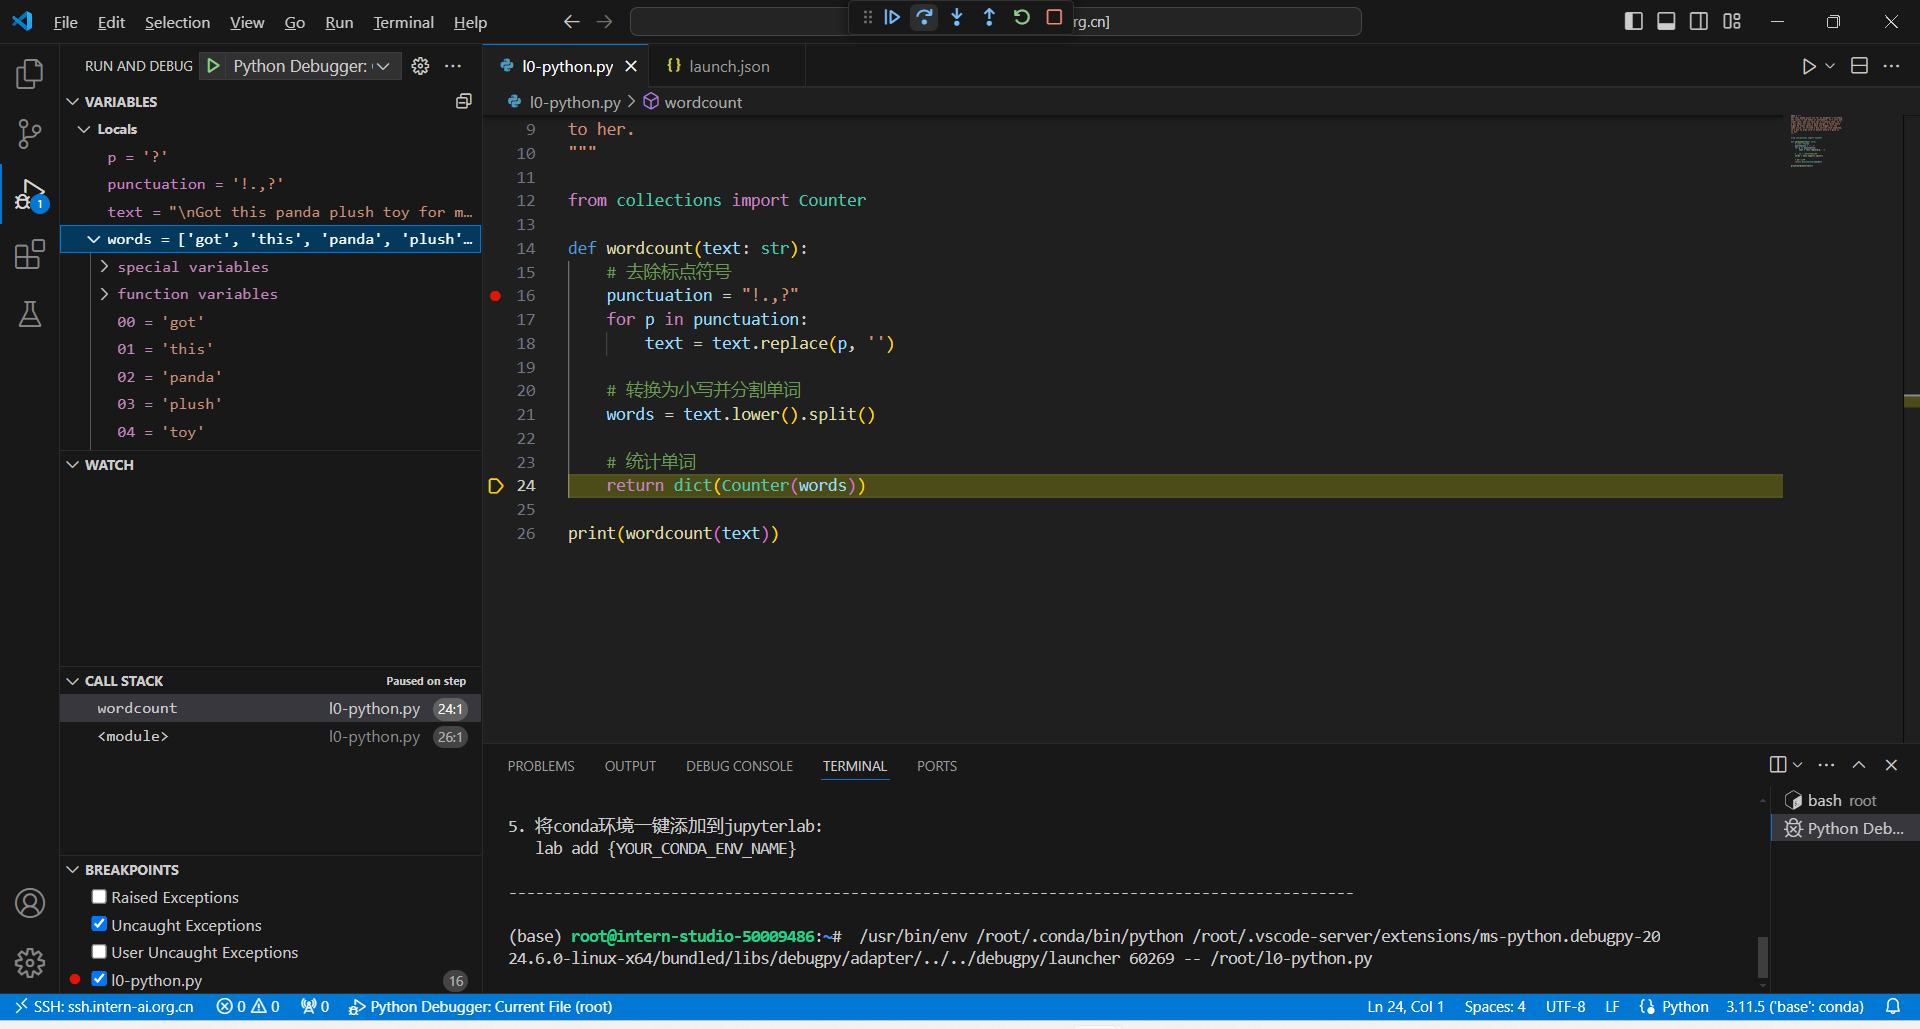 File Edit Selection View Go Run Terminal Help
rg.cn]
RUN AND DEBUG
Python Debugger:
VARIABLES
Locals
p = '?'
punctuation = '!.,?'
text = "\nGot this panda plush toy for m…
words = ['got', 'this', 'panda', 'plush'…
special variables
function variables
00 = 'got'
01 = 'this'
02 = 'panda'
03 = 'plush'
04 = 'toy'
WATCH
CALL STACK
Paused on step
wordcount l0-python.py 24:1
<module> l0-python.py 26:1
BREAKPOINTS
Raised Exceptions
Uncaught Exceptions
User Uncaught Exceptions
l0-python.py 16
l0-python.py
launch.json
l0-python.py > wordcount
9 to her.
10 """
11
12 from collections import Counter
13
14 def wordcount(text: str):
15 # 去除标点符号
16 punctuation = "!.,?"
17 for p in punctuation:
18 text = text.replace(p, '')
19
20 # 转换为小写并分割单词
21 words = text.lower().split()
22
23 # 统计单词
24 return dict(Counter(words))
25
26 print(wordcount(text))
PROBLEMS OUTPUT DEBUG CONSOLE TERMINAL PORTS
5. 将conda环境一键添加到jupyterlab:
lab add {YOUR_CONDA_ENV_NAME}
----------------------------------------------------------------------------------------------
(base) root@intern-studio-50009486:~# /usr/bin/env /root/.conda/bin/python /root/.vscode-server/extensions/ms-python.debugpy-20
24.6.0-linux-x64/bundled/libs/debugpy/adapter/../../debugpy/launcher 60269 -- /root/l0-python.py
bash root
Python Deb...
1
SSH: ssh.intern-ai.org.cn 0 0 0 Python Debugger: Current File (root)
Ln 24, Col 1 Spaces: 4 UTF-8 LF Python 3.11.5 ('base': conda)